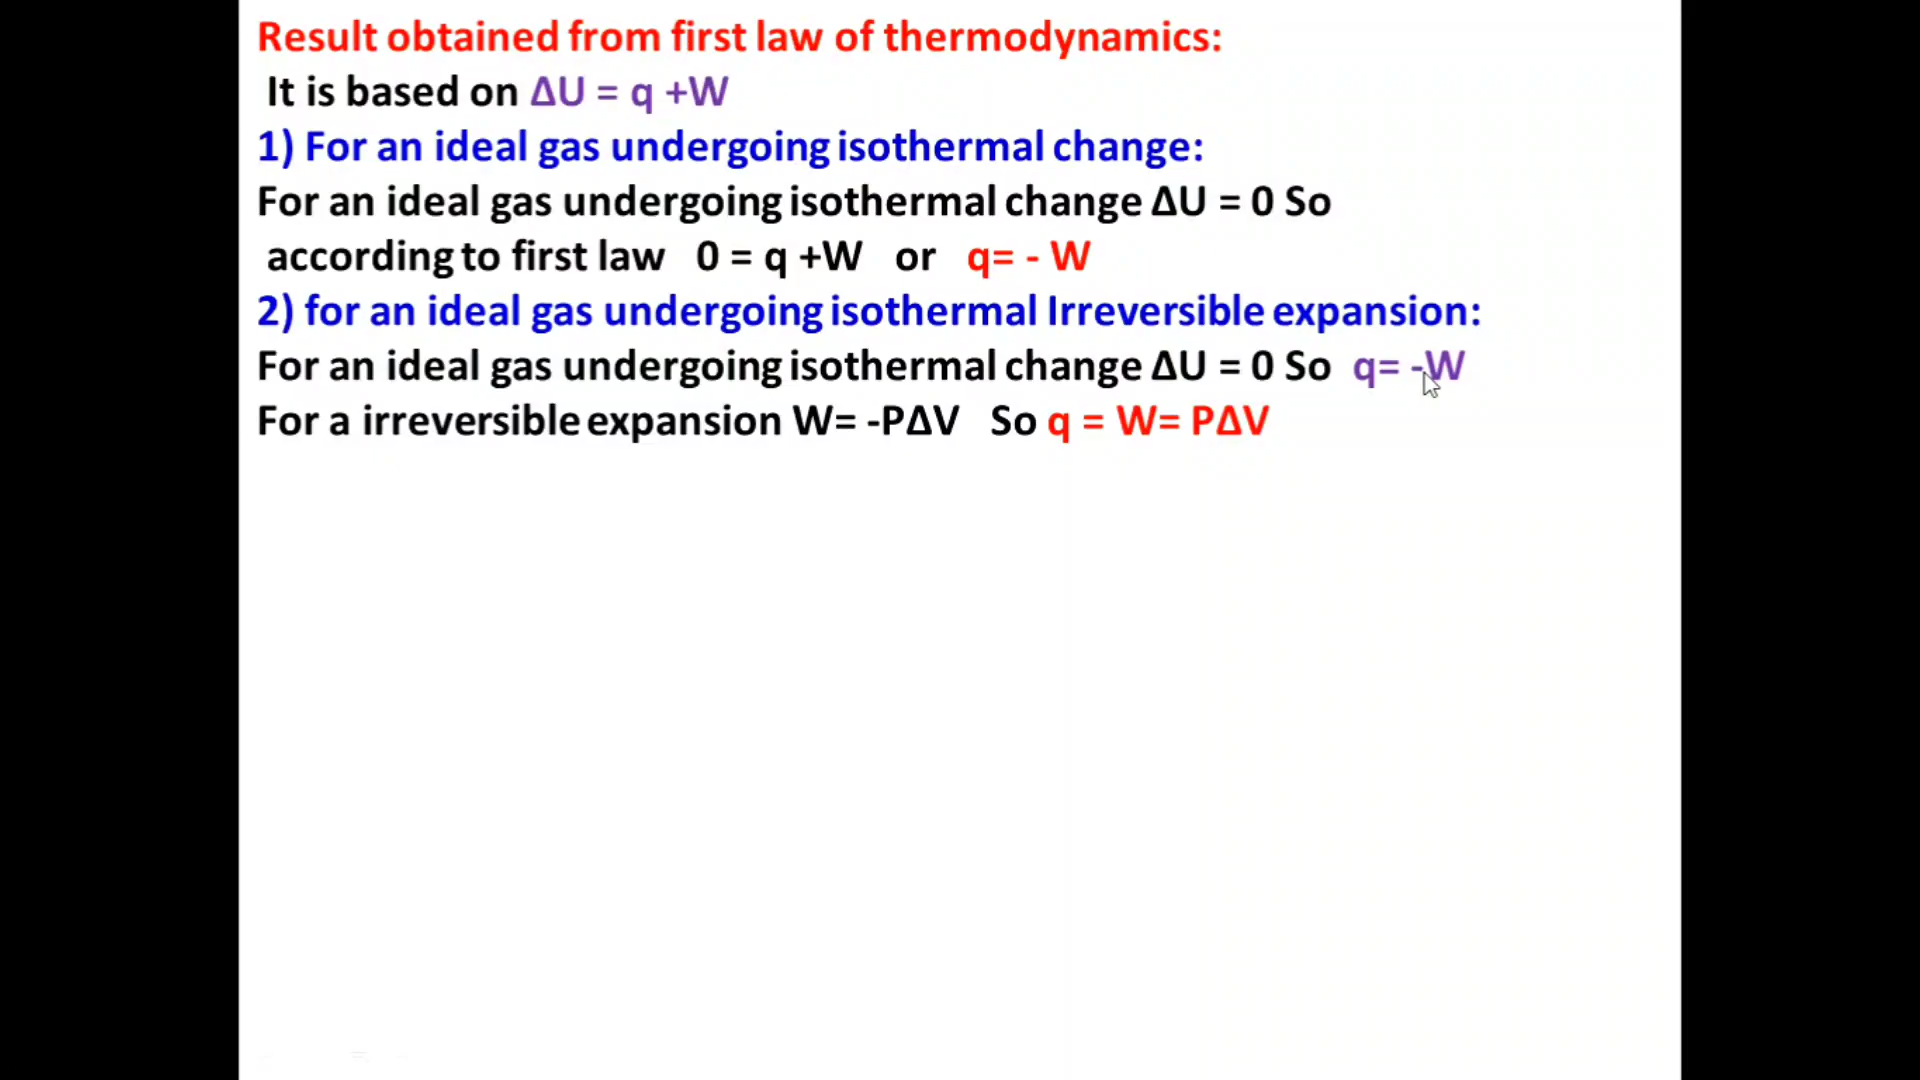 Result obtained from first law of thermodynamics:
It is based on ΔU = q +W
1) For an ideal gas undergoing isothermal change:
For an ideal gas undergoing isothermal change ΔU = 0 So
according to first law 0 = q +W or q= - W
2) for an ideal gas undergoing isothermal Irreversible expansion:
For an ideal gas undergoing isothermal change ΔU = 0 So q= -W
For a irreversible expansion W= -PΔV So q = W= PΔV